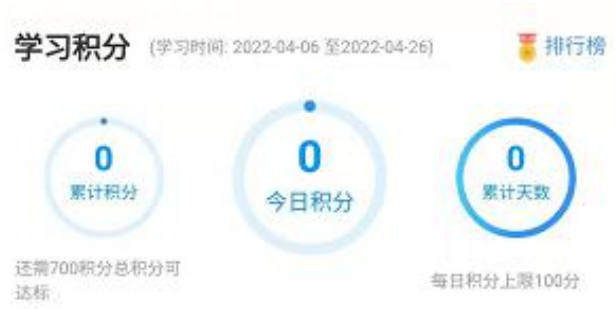 学习积分 (学习时间: 2022-04-06 至2022-04-26) 排行榜
0 0 0
累计积分 今日积分 累计天数
还需700积分总积分可
达标
每日积分上限100分